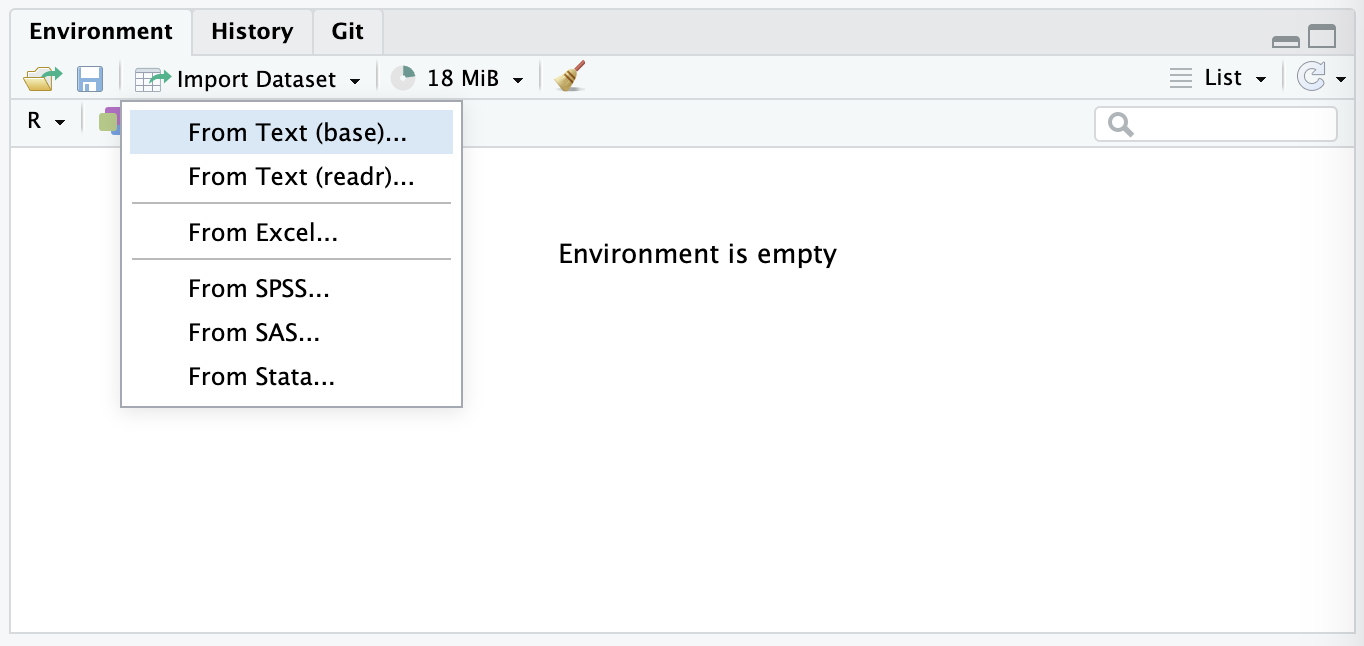 Environment History Git
Import Dataset 18 MiB List
R
From Text (base)...
From Text (readr)...
From Excel...
From SPSS...
From SAS...
From Stata...
Environment is empty